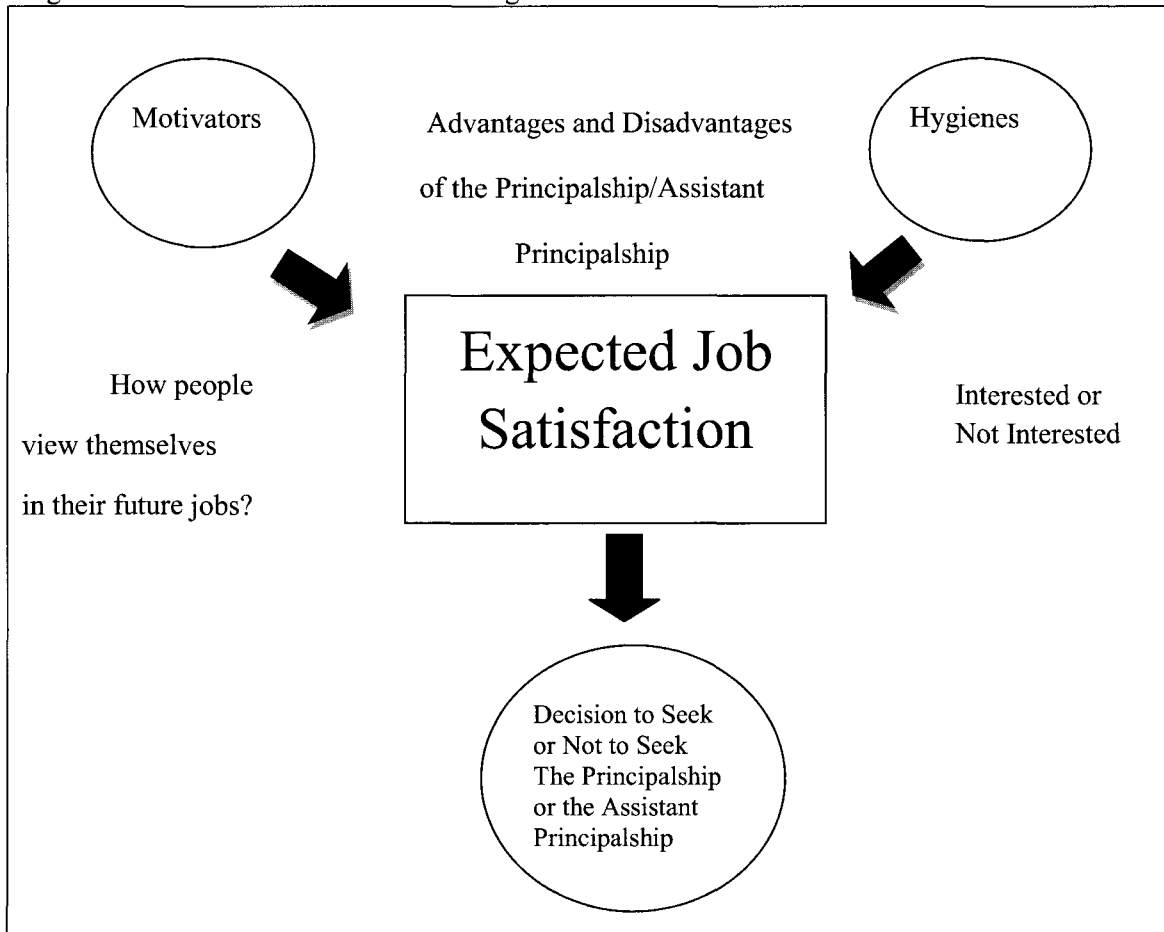 Motivators
Advantages and Disadvantages
of the Principalship/Assistant
Principalship
Hygienes
Expected Job
Satisfaction
How people
view themselves
in their future jobs?
Interested or
Not Interested
Decision to Seek
or Not to Seek
The Principalship
or the Assistant
Principalship